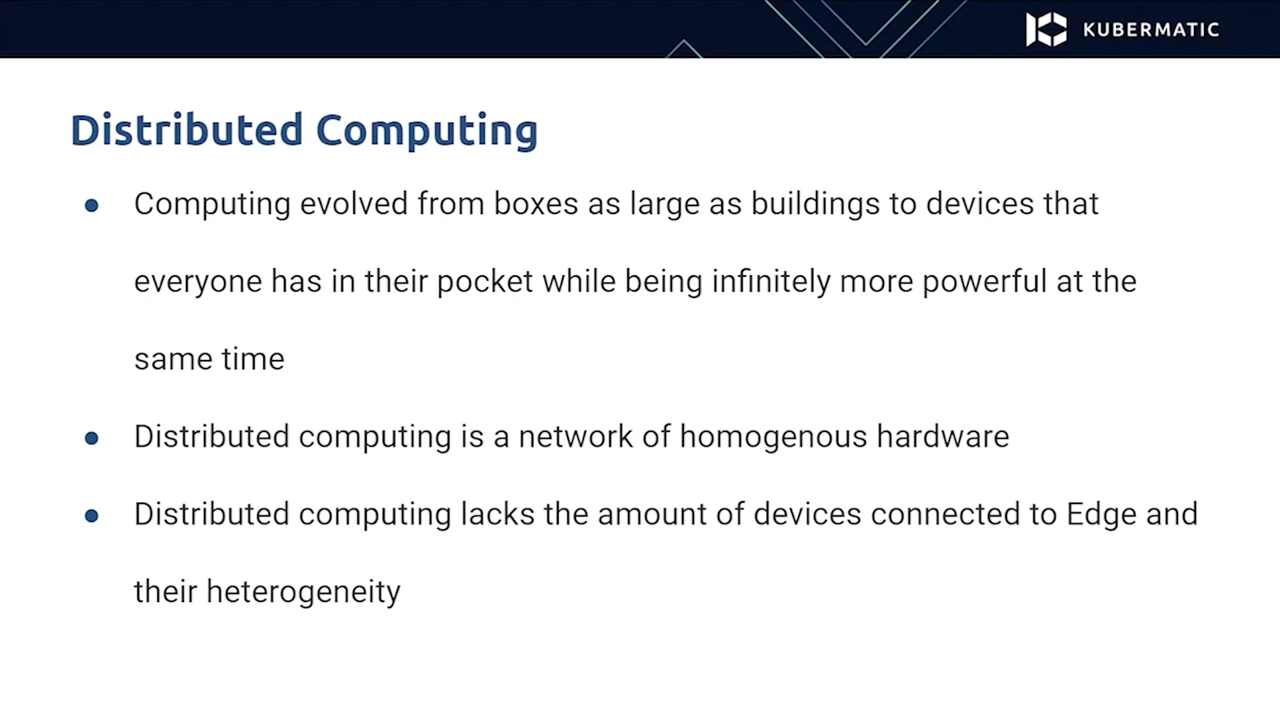 KUBERMATIC
Distributed Computing
● Computing evolved from boxes as large as buildings to devices that
everyone has in their pocket while being infinitely more powerful at the
same time
● Distributed computing is a network of homogenous hardware
● Distributed computing lacks the amount of devices connected to Edge and
their heterogeneity